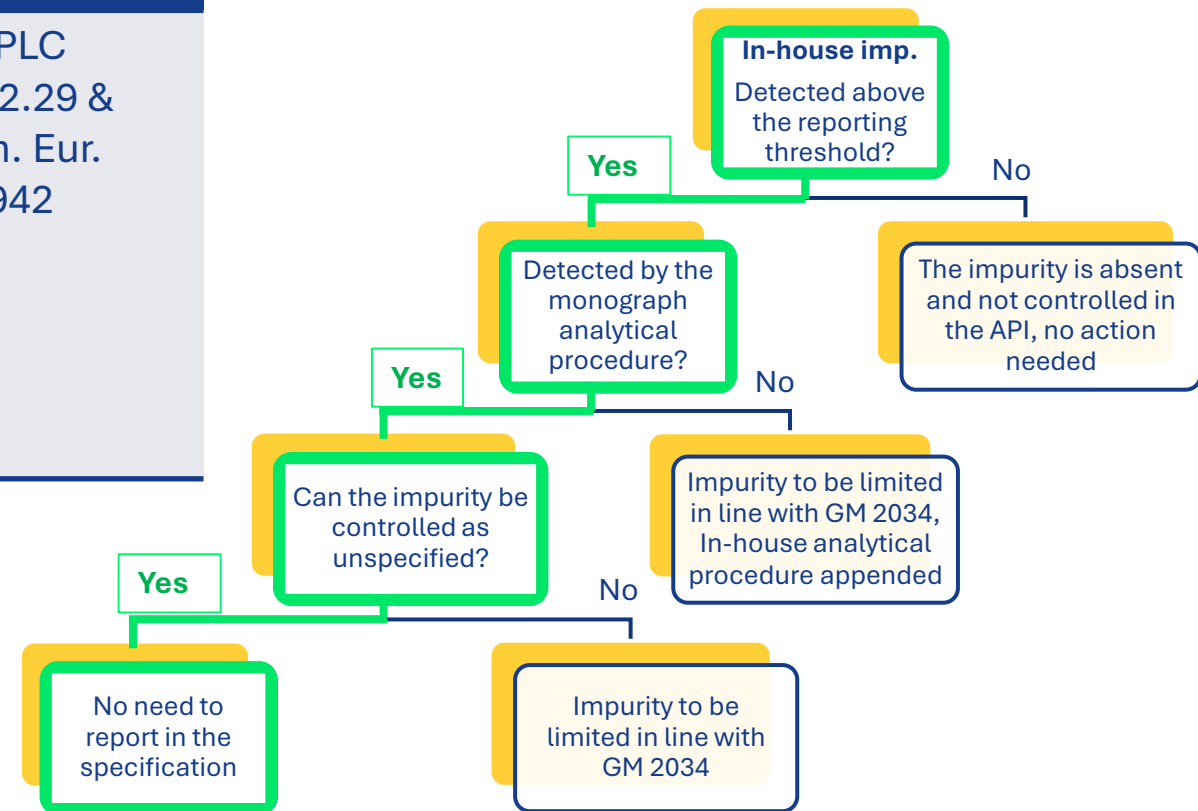 PLC
2.29 &
. Eur.
942
In-house imp.
Detected above
the reporting
threshold?
Yes
No
Detected by the
monograph
analytical
procedure?
The impurity is absent
and not controlled in
the API, no action
needed
Yes
No
Can the impurity be
controlled as
unspecified?
Impurity to be limited
in line with GM 2034,
In-house analytical
procedure appended
Yes
No
No need to
report in the
specification
Impurity to be
limited in line with
GM 2034